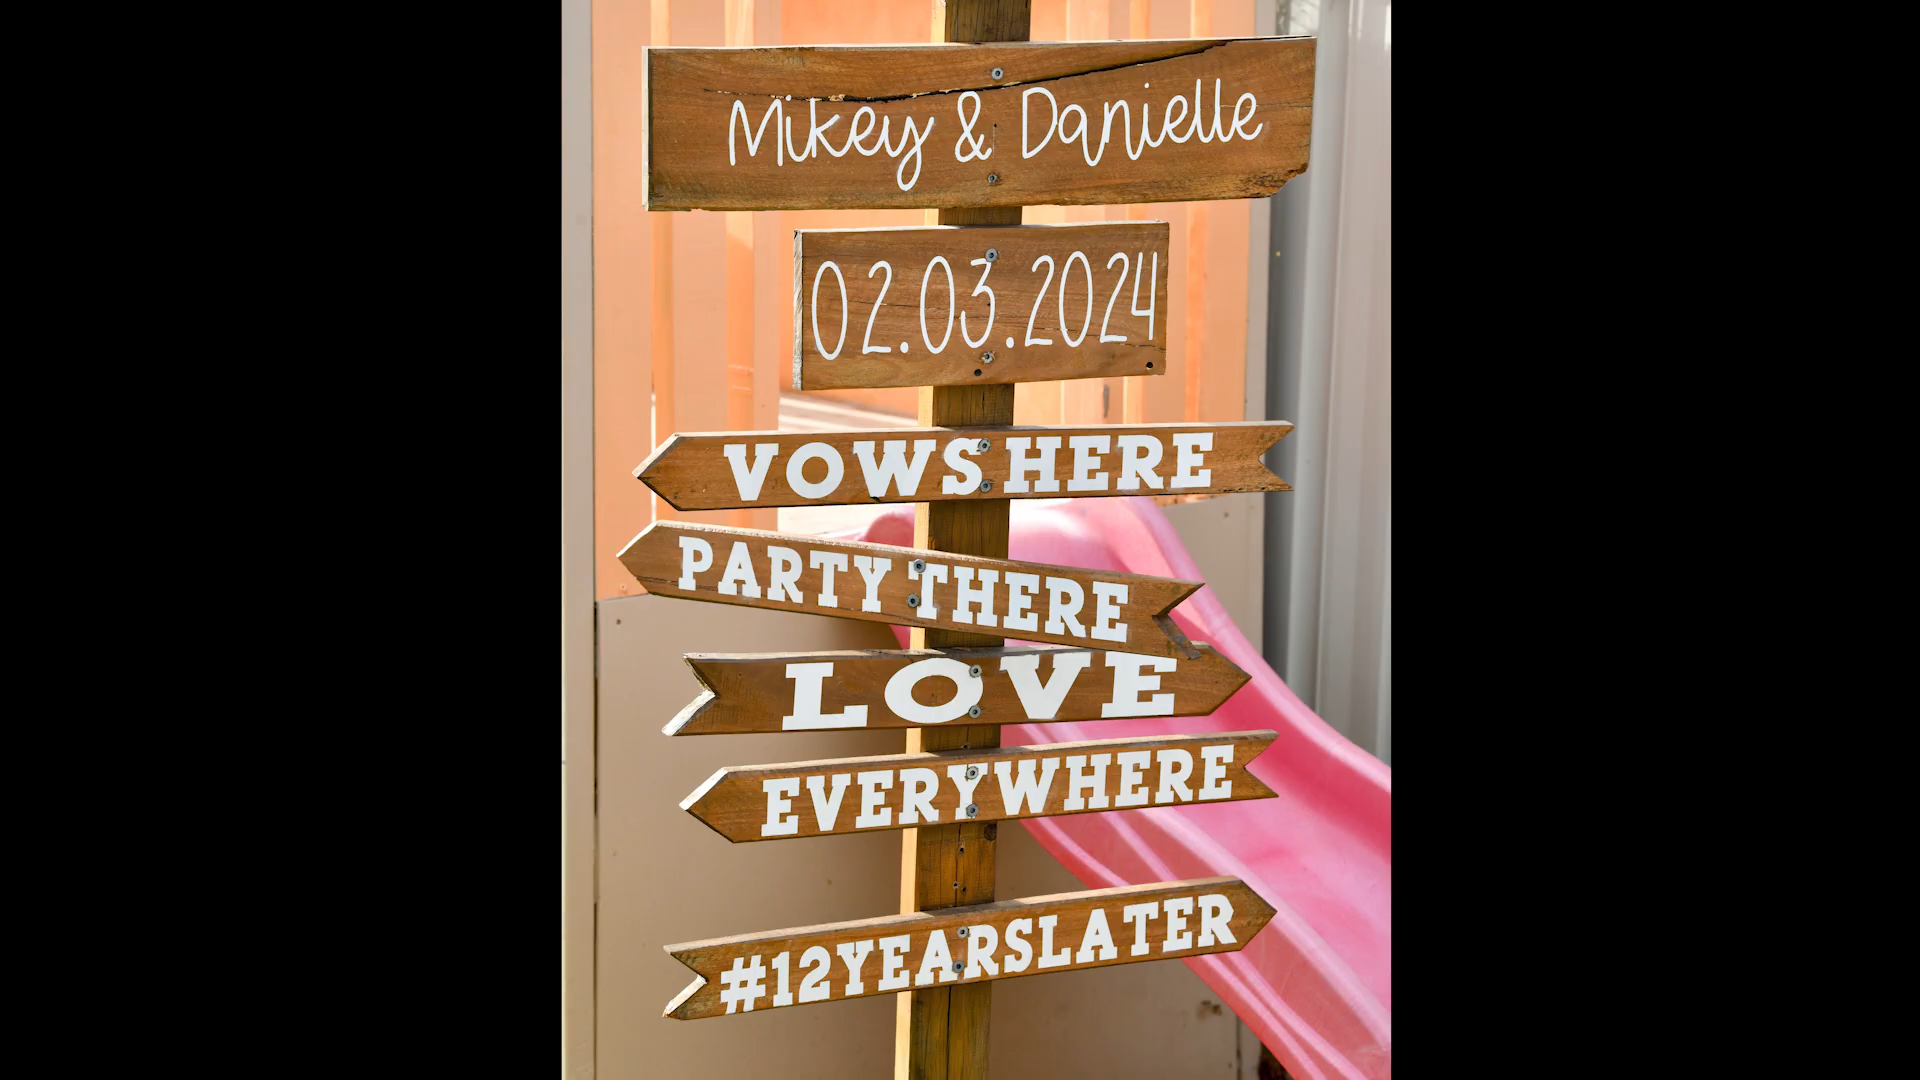 Mikey & Danielle
02.03.2024
VOWS HERE
PARTY THERE
LOVE
EVERYWHERE
#12YEARSLATER